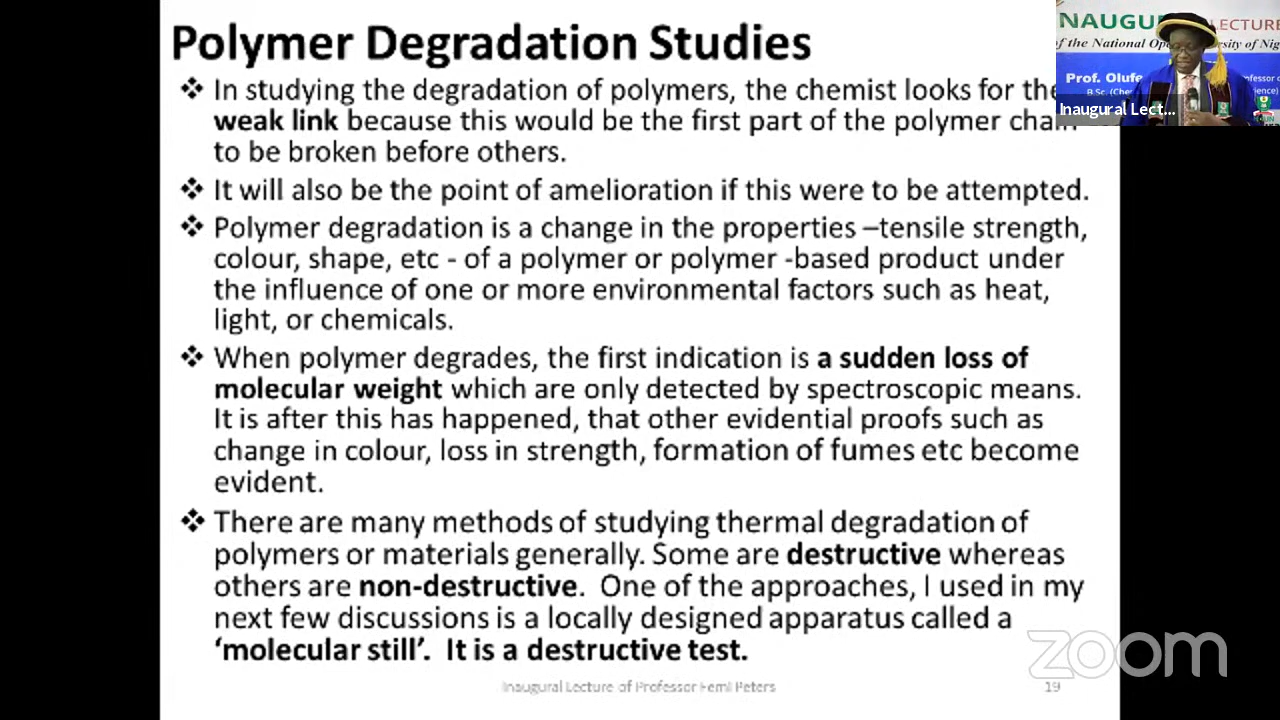 Polymer Degradation Studies
❖ In studying the degradation of polymers, the chemist looks for the
weak link because this would be the first part of the polymer chain
to be broken before others.
❖ It will also be the point of amelioration if this were to be attempted.
❖ Polymer degradation is a change in the properties –tensile strength,
colour, shape, etc - of a polymer or polymer -based product under
the influence of one or more environmental factors such as heat,
light, or chemicals.
❖ When polymer degrades, the first indication is a sudden loss of
molecular weight which are only detected by spectroscopic means.
It is after this has happened, that other evidential proofs such as
change in colour, loss in strength, formation of fumes etc become
evident.
❖ There are many methods of studying thermal degradation of
polymers or materials generally. Some are destructive whereas
others are non-destructive. One of the approaches, I used in my
next few discussions is a locally designed apparatus called a
‘molecular still’. It is a destructive test.
Inaugural Lecture of Professor Femi Peters
19
NAUGU LECTURE
of the National Op rsity of Nig
Prof. Olufe rofessor o
B.Sc. (Che ience)
Inaugural Lect...
zoom